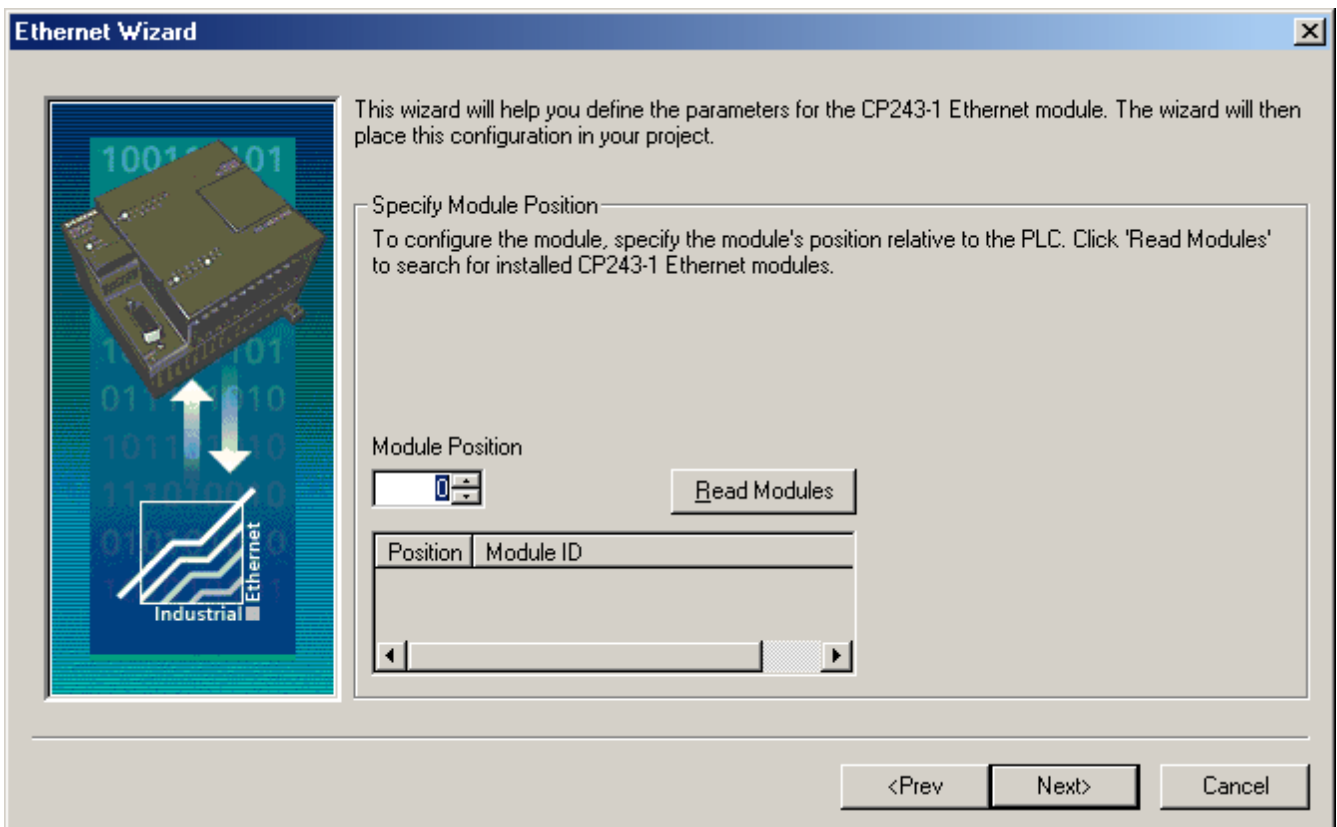 Ethernet Wizard
This wizard will help you define the parameters for the CP243-1 Ethernet module. The wizard will then
place this configuration in your project.
Specify Module Position
To configure the module, specify the module's position relative to the PLC. Click 'Read Modules'
to search for installed CP243-1 Ethernet modules.
Module Position
0
Read Modules
Position Module ID
Industrial
Ethernet
<Prev
Next>
Cancel